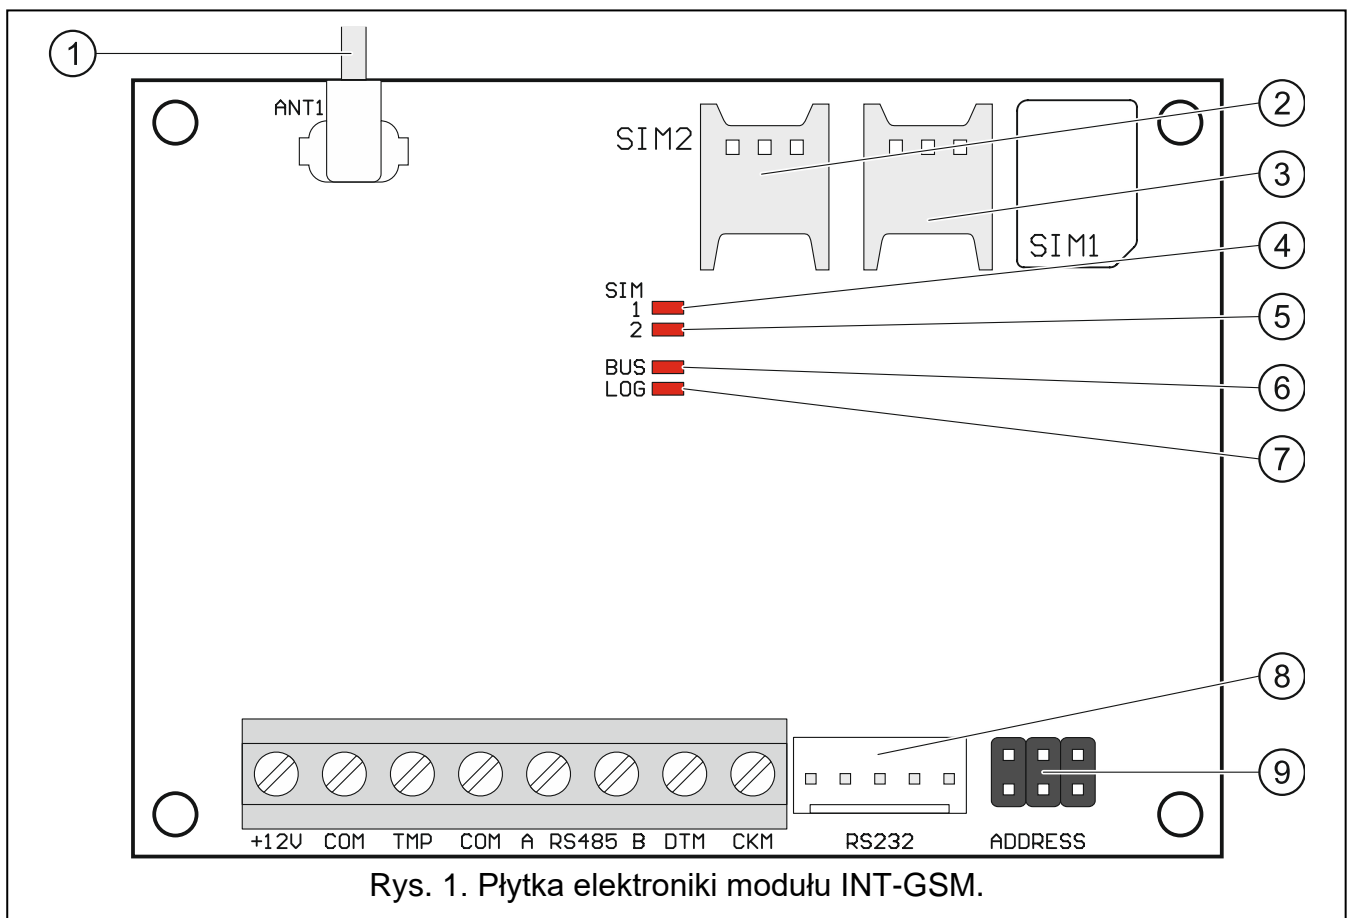 1
ANT1
SIM2
SIM1
2
3
4
5
6
7
SIM
1
2
BUS
LOG
8
9
+12V COM TMP COM A RS485 B DTM CKM RS232 ADDRESS
Rys. 1. Płytka elektroniki modułu INT-GSM.